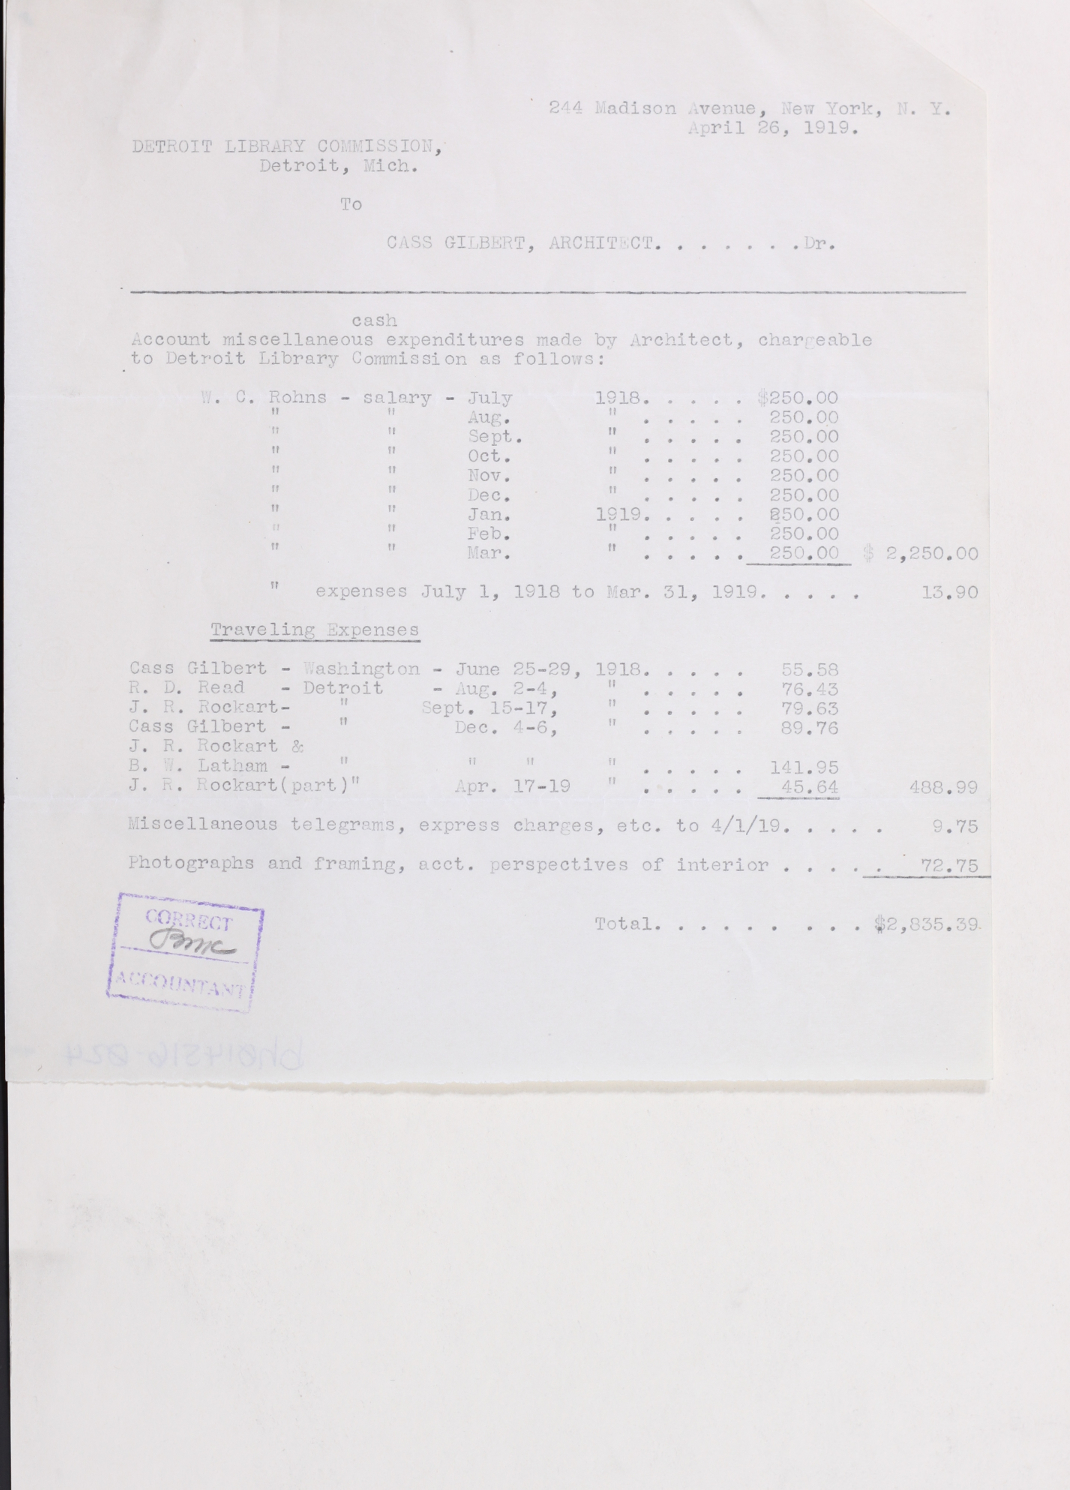 244 Madison Avenue, New York, N. Y.
April 26, 1919.
DETROIT LIBRARY COMMISSION,
Detroit, Mich.
To
CASS GILBERT, ARCHITECT. . . . . . . .Dr.
cash
Account miscellaneous expenditures made by Architect, chargeable
to Detroit Library Commission as follows:
W. C. Rohns - salary - July 1918. . . . . $250.00
" " Aug. " . . . . . 250.00
" " Sept. " . . . . . 250.00
" " Oct. " . . . . . 250.00
" " Nov. " . . . . . 250.00
" " Dec. " . . . . . 250.00
" " Jan. 1919. . . . . 250.00
" " Feb. " . . . . . 250.00
" " Mar. " . . . . . 250.00 $ 2,250.00
" expenses July 1, 1918 to Mar. 31, 1919. . . . . 13.90
Traveling Expenses
Cass Gilbert - Washington - June 25-29, 1918. . . . . 55.58
R. D. Read - Detroit - Aug. 2-4, " . . . . . 76.43
J. R. Rockart- " Sept. 15-17, " . . . . . 79.63
Cass Gilbert - " Dec. 4-6, " . . . . . 89.76
J. R. Rockart &
B. W. Latham - " " " " . . . . . 141.95
J. R. Rockart(part)" Apr. 17-19 " . . . . . 45.64 488.99
Miscellaneous telegrams, express charges, etc. to 4/1/19. . . . . 9.75
Photographs and framing, acct. perspectives of interior . . . . . 72.75
Total. . . . . . . . . . $2,835.39
CORRECT
ACCOUNTANT